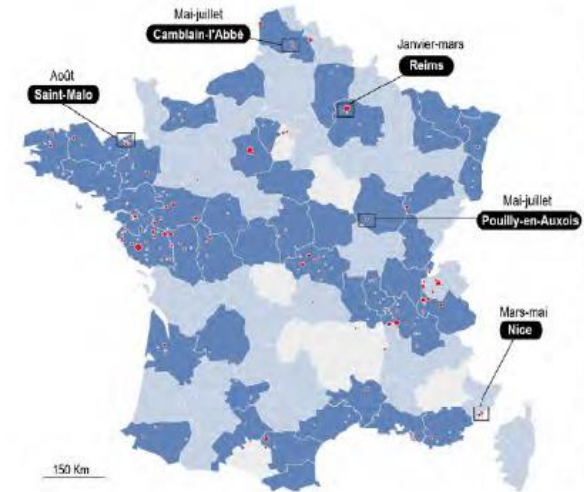 Mai-juillet
Camblain-l'Abbé
Janvier-mars
Reims
Août
Saint-Malo
Mai-juillet
Pouilly-en-Auxois
Mars-mai
Nice
150 Km